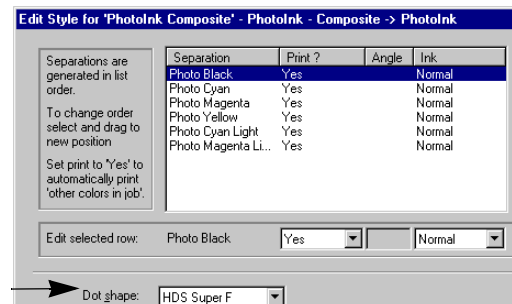 Edit Style for 'PhotoInk Composite' - PhotoInk - Composite -> PhotoInk
Separations are
generated in list
order.
To change order
select and drag to
new position
Set print to 'Yes' to
automatically print
'other colors in job'.
Separation Print ? Angle Ink
Photo Black Yes Normal
Photo Cyan Yes Normal
Photo Magenta Yes Normal
Photo Yellow Yes Normal
Photo Cyan Light Yes Normal
Photo Magenta Li... Yes Normal
Edit selected row: Photo Black Yes Normal
Dot shape: HDS Super F